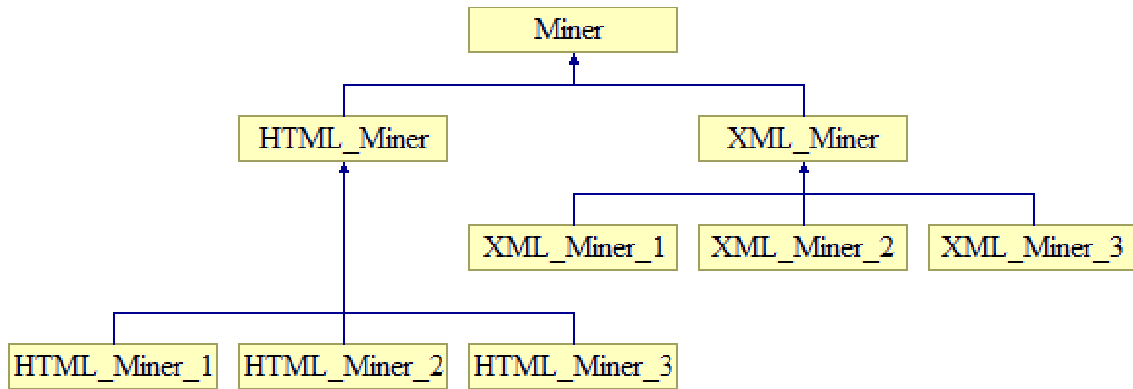 Miner
HTML_Miner
XML_Miner
XML_Miner_1
XML_Miner_2
XML_Miner_3
HTML_Miner_1
HTML_Miner_2
HTML_Miner_3